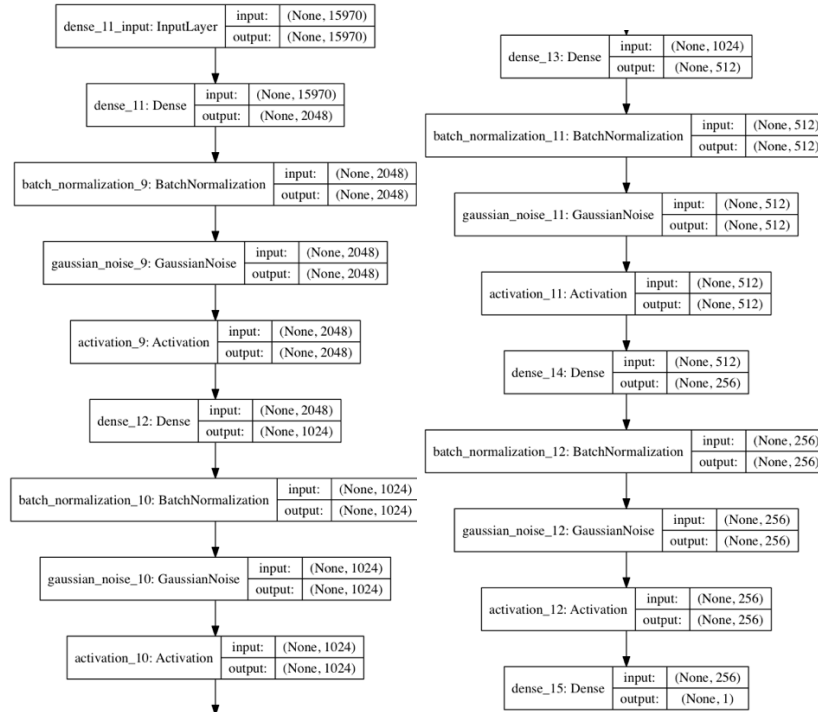 dense_11_input: InputLayer
input: (None, 15970)
output: (None, 15970)
dense_11: Dense
input: (None, 15970)
output: (None, 2048)
batch_normalization_9: BatchNormalization
input: (None, 2048)
output: (None, 2048)
gaussian_noise_9: GaussianNoise
input: (None, 2048)
output: (None, 2048)
activation_9: Activation
input: (None, 2048)
output: (None, 2048)
dense_12: Dense
input: (None, 2048)
output: (None, 1024)
batch_normalization_10: BatchNormalization
input: (None, 1024)
output: (None, 1024)
gaussian_noise_10: GaussianNoise
input: (None, 1024)
output: (None, 1024)
activation_10: Activation
input: (None, 1024)
output: (None, 1024)
dense_13: Dense
input: (None, 1024)
output: (None, 512)
batch_normalization_11: BatchNormalization
input: (None, 512)
output: (None, 512)
gaussian_noise_11: GaussianNoise
input: (None, 512)
output: (None, 512)
activation_11: Activation
input: (None, 512)
output: (None, 512)
dense_14: Dense
input: (None, 512)
output: (None, 256)
batch_normalization_12: BatchNormalization
input: (None, 256)
output: (None, 256)
gaussian_noise_12: GaussianNoise
input: (None, 256)
output: (None, 256)
activation_12: Activation
input: (None, 256)
output: (None, 256)
dense_15: Dense
input: (None, 256)
output: (None, 1)